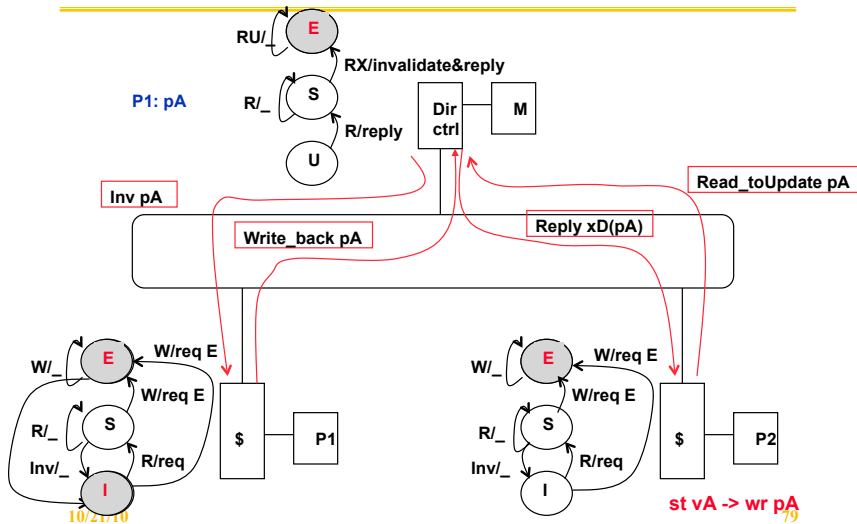 RU/_
E
RX/invalidate&reply
P1: pA
R/_
S
Dir
ctrl
M
R/reply
U
Inv pA
Read_toUpdate pA
Write_back pA
Reply xD(pA)
E
W/_
W/req E
W/req E
R/_
S
Inv/_
R/req
I
$
P1
E
W/_
W/req E
W/req E
R/_
S
Inv/_
R/req
I
$
P2
st vA -> wr pA
10/21/10
79